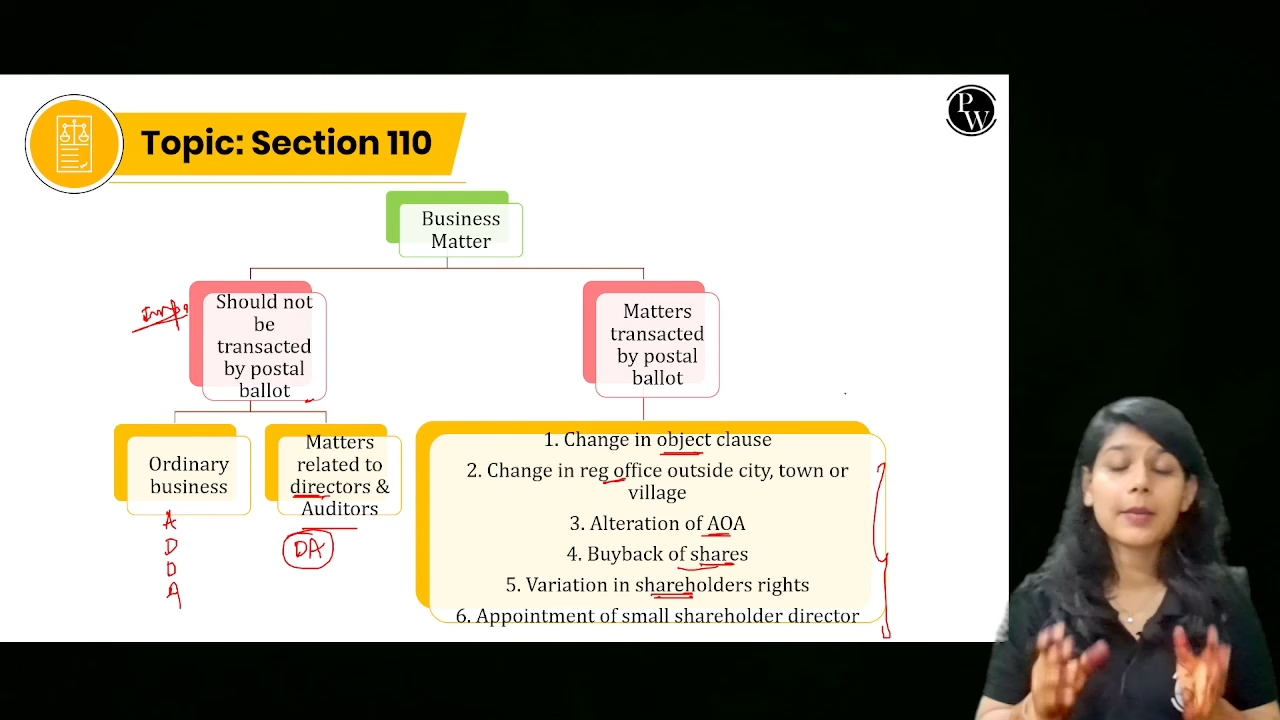 P
W
Topic: Section 110
Business
Matter
Imp.
Should not
be
transacted
by postal
ballot
Matters
transacted
by postal
ballot
Ordinary
business
A
D
D
A
Matters
related to
directors &
Auditors
DA
1. Change in object clause
2. Change in reg office outside city, town or
village
3. Alteration of AOA
4. Buyback of shares
5. Variation in shareholders rights
6. Appointment of small shareholder director